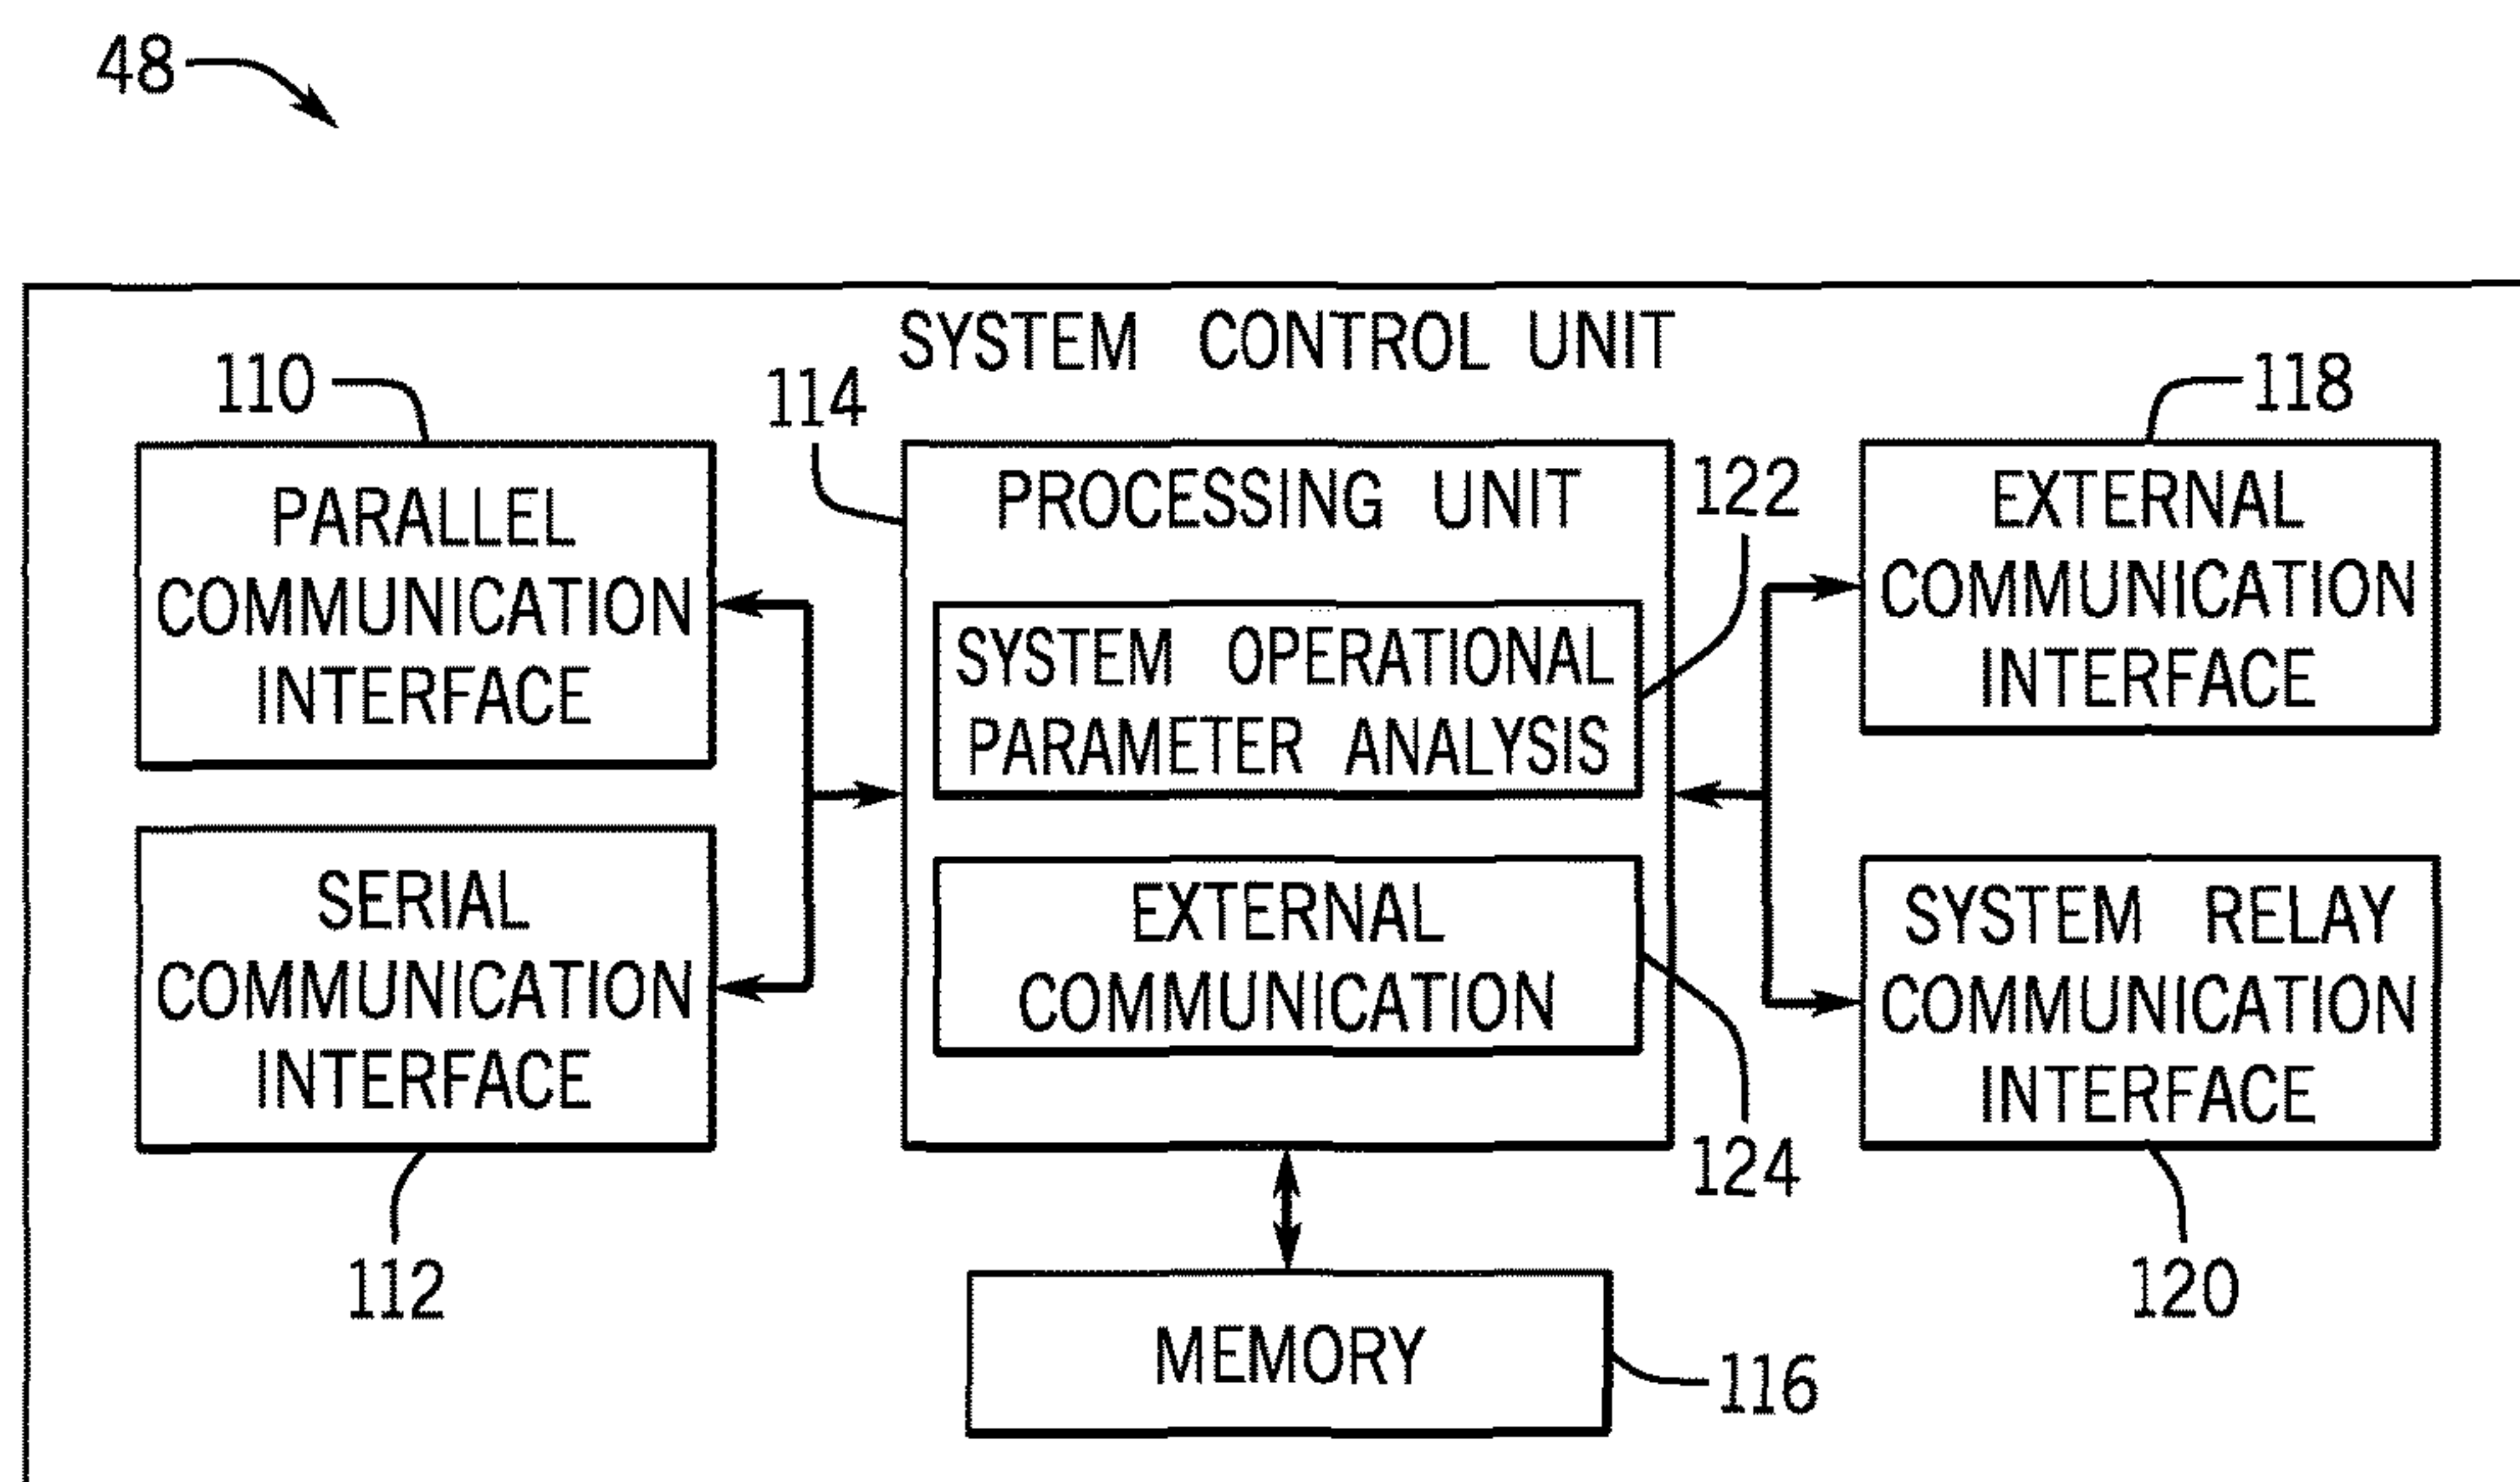 48
SYSTEM CONTROL UNIT
110
114
118
PARALLEL
COMMUNICATION
INTERFACE
PROCESSING UNIT
122
SYSTEM OPERATIONAL
PARAMETER ANALYSIS
EXTERNAL
COMMUNICATION
INTERFACE
SERIAL
COMMUNICATION
INTERFACE
112
EXTERNAL
COMMUNICATION
124
SYSTEM RELAY
COMMUNICATION
INTERFACE
120
MEMORY
116